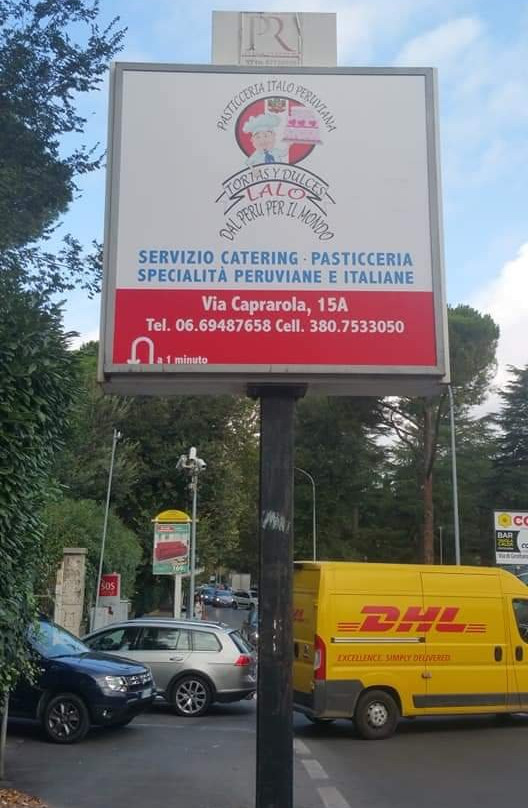 PR
PASTICCERIA ITALO PERUVIANA
TORTAS Y DULCES
LALO
DAL PERU PER IL MONDO
SERVIZIO CATERING · PASTICCERIA
SPECIALITÀ PERUVIANE E ITALIANE
Via Caprarola, 15A
Tel. 06.69487658 Cell. 380.7533050
a 1 minuto
SOS
BAR
DHL
EXCELLENCE. SIMPLY DELIVERED.